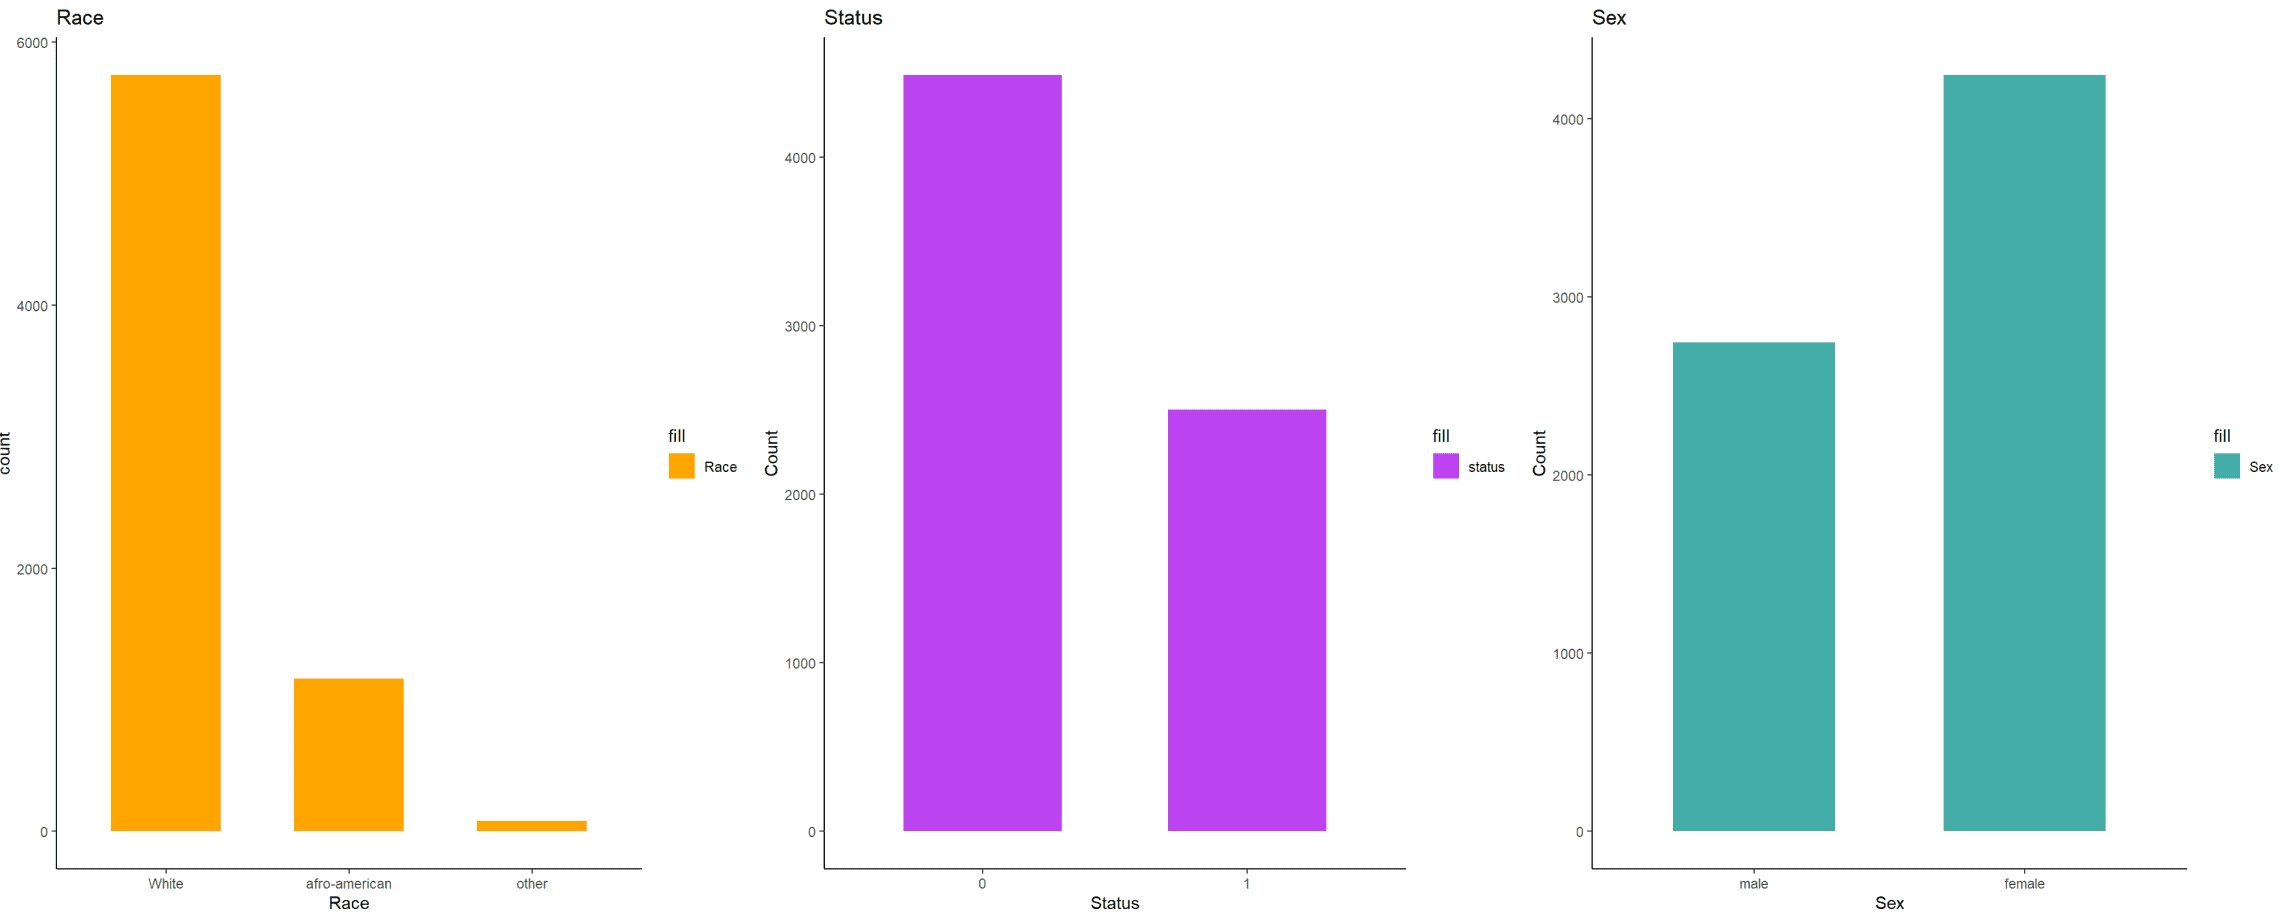 Race
6000
4000
2000
0
count
White afro-american other
Race
fill
Race
Status
4000
3000
2000
1000
0
Count
0 1
Status
fill
status
Sex
4000
3000
2000
1000
0
Count
male female
Sex
fill
Sex